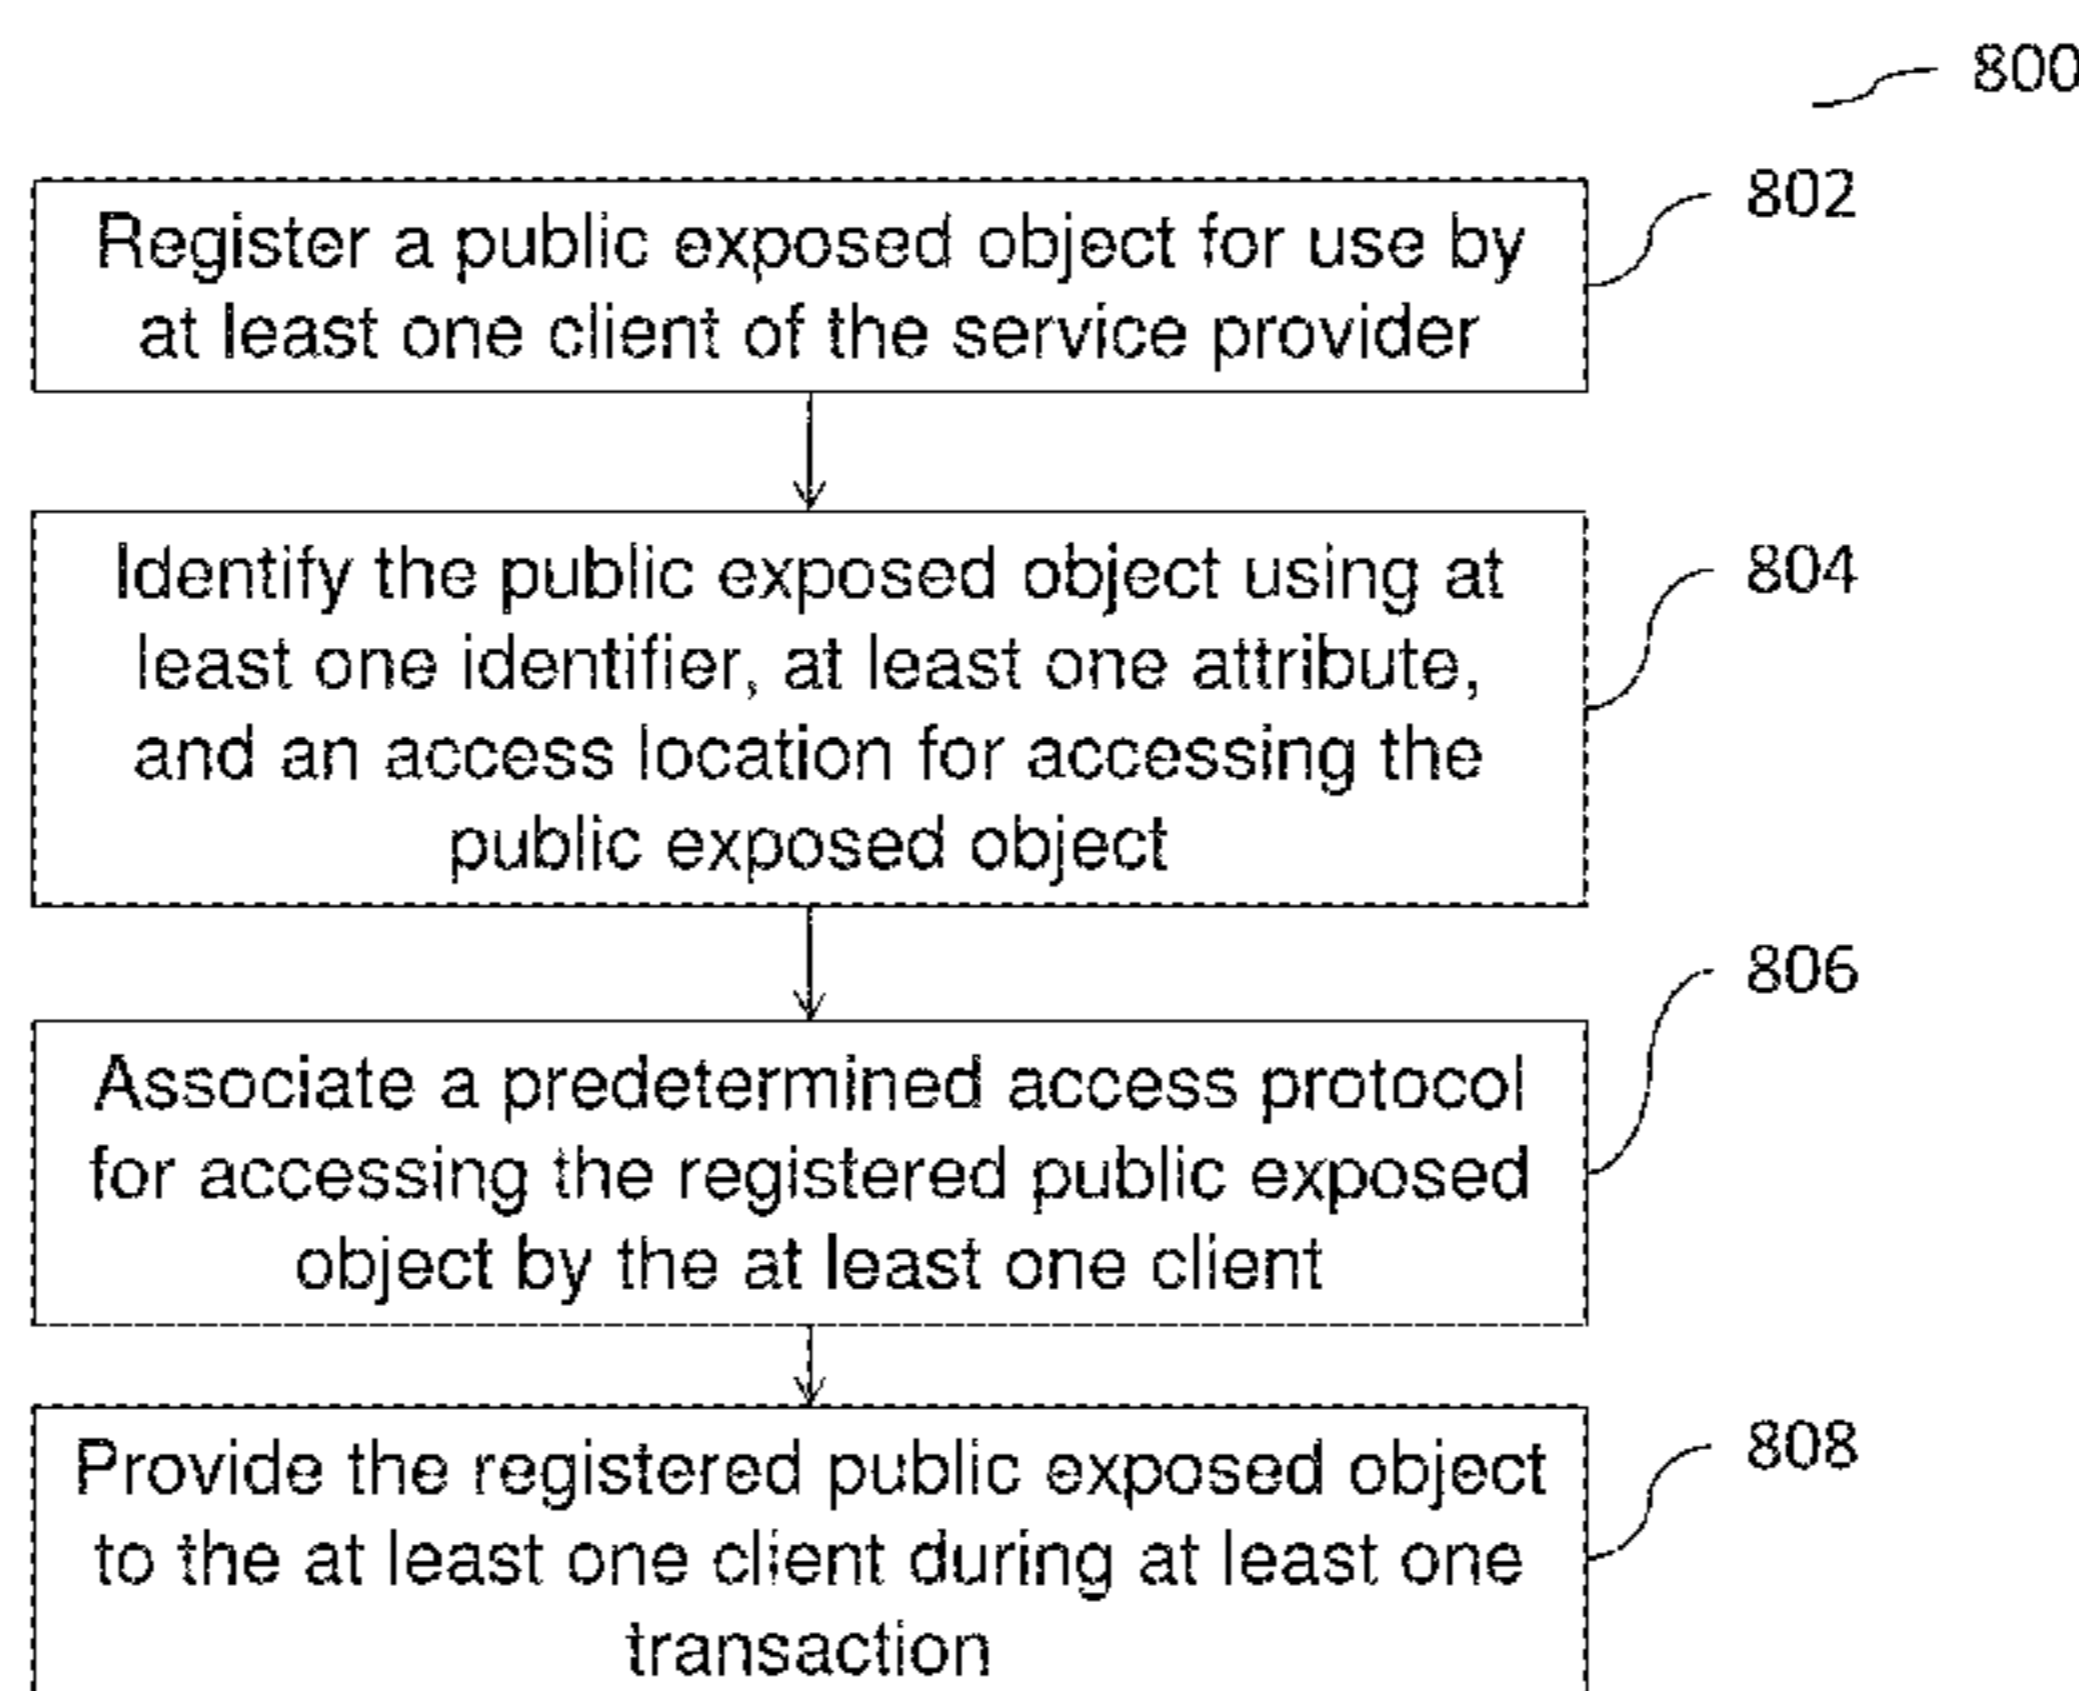 800
802
Register a public exposed object for use by
at least one client of the service provider
804
Identify the public exposed object using at
least one identifier, at least one attribute,
and an access location for accessing the
public exposed object
806
Associate a predetermined access protocol
for accessing the registered public exposed
object by the at least one client
808
Provide the registered public exposed object
to the at least one client during at least one
transaction